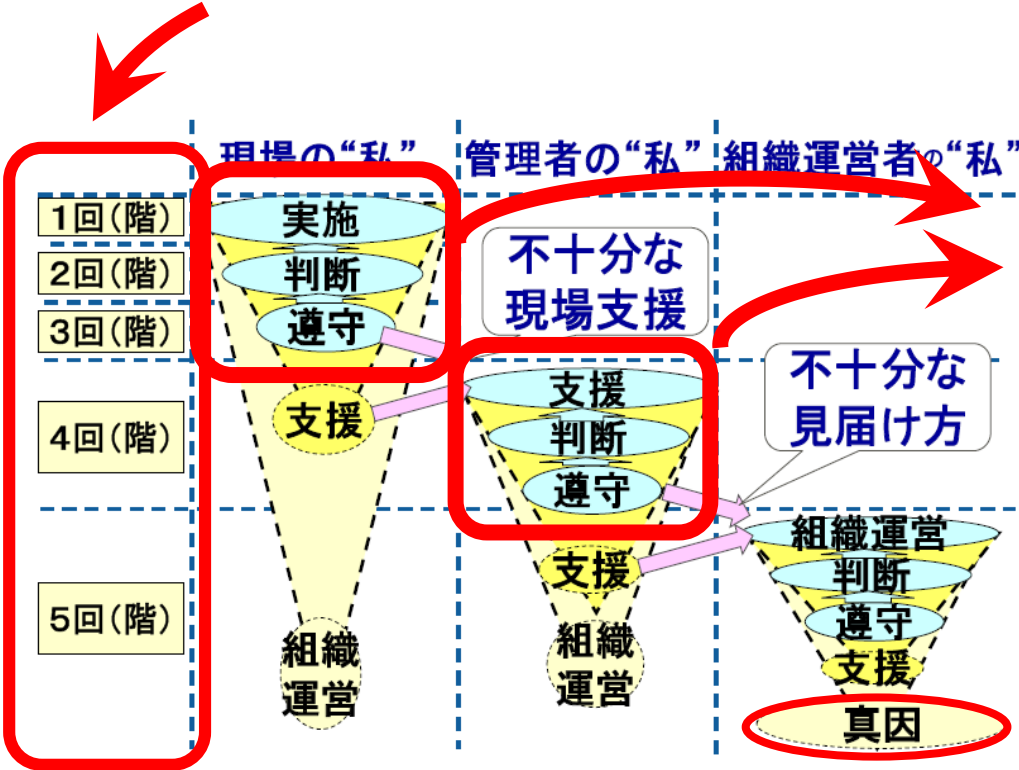 現場の“私”
管理者の“私”
組織運営者の“私”
1回(階)
2回(階)
3回(階)
4回(階)
5回(階)
実施
判断
遵守
支援
組織
運営
不十分な
現場支援
支援
判断
遵守
支援
組織
運営
不十分な
見届け方
組織運営
判断
遵守
支援
真因